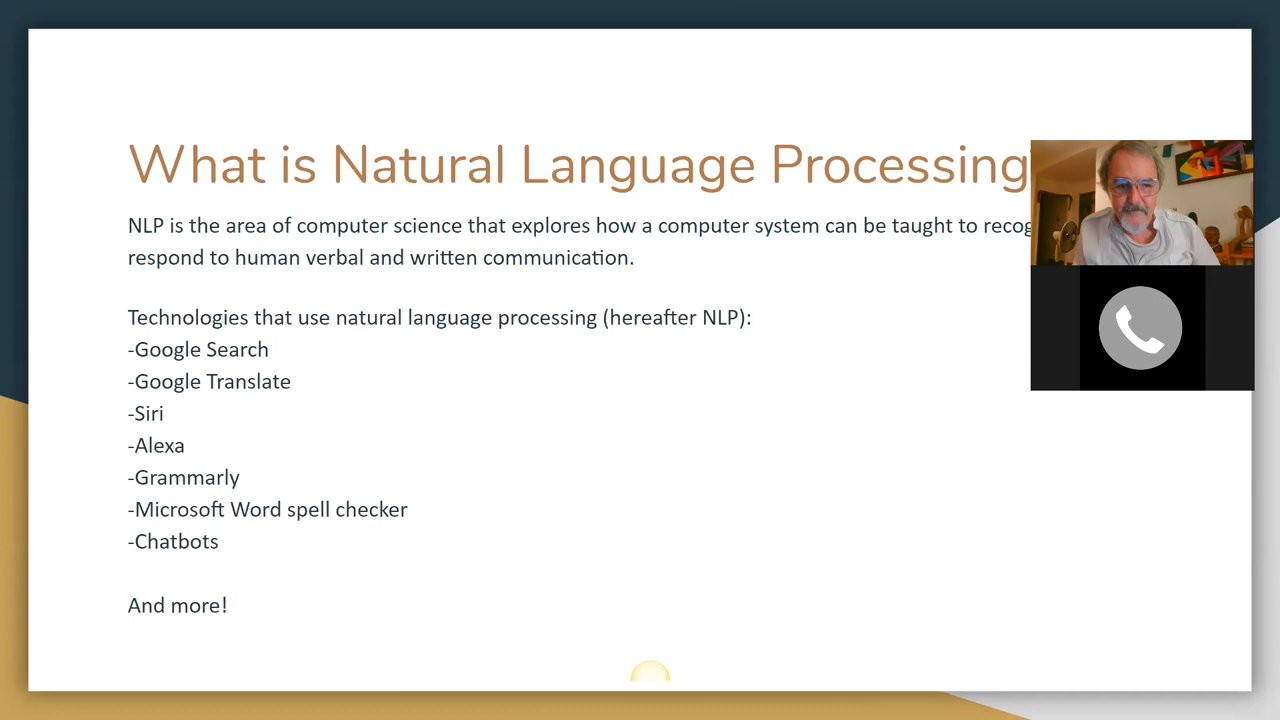 What is Natural Language Processing
NLP is the area of computer science that explores how a computer system can be taught to
respond to human verbal and written communication.
Technologies that use natural language processing (hereafter NLP):
-Google Search
-Google Translate
-Siri
-Alexa
-Grammarly
-Microsoft Word spell checker
-Chatbots
And more!